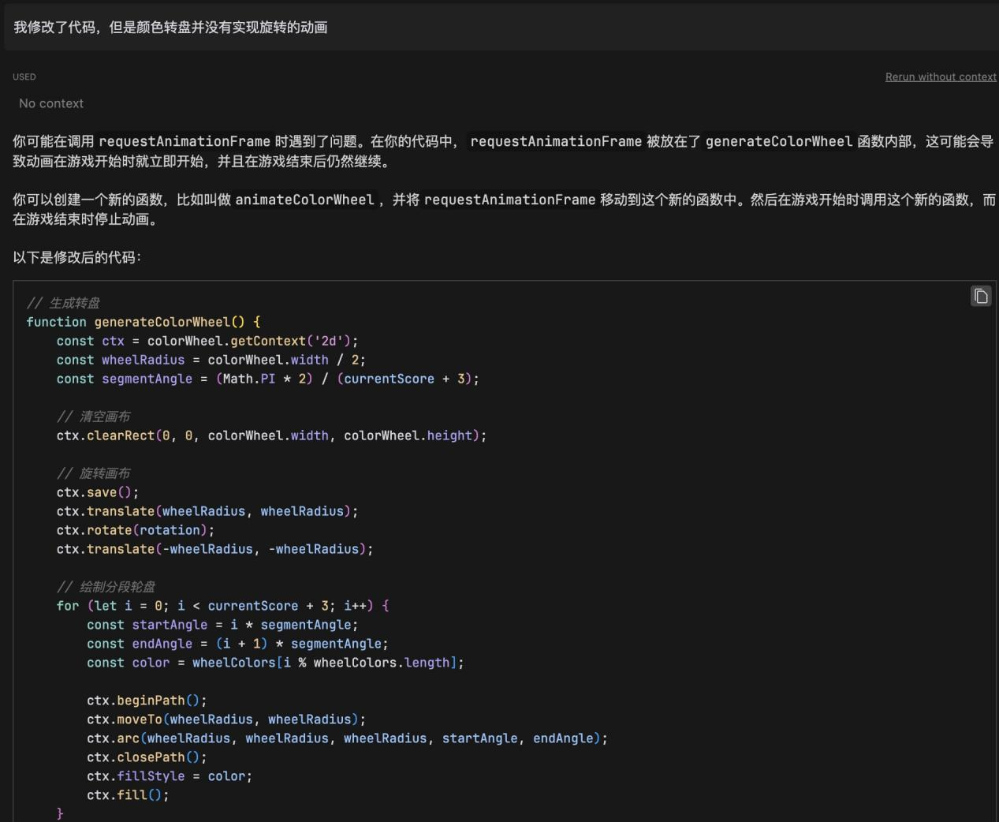 我修改了代码，但是颜色转盘并没有实现旋转的动画
USED
Rerun without context
No context
你可能在调用 requestAnimationFrame 时遇到了问题。在你的代码中， requestAnimationFrame 被放在了 generateColorWheel 函数内部，这可能会导
致动画在游戏开始时就立即开始，并且在游戏结束后仍然继续。
你可以创建一个新的函数，比如叫做 animateColorWheel ，并将 requestAnimationFrame 移动到这个新的函数中。然后在游戏开始时调用这个新的函数，而
在游戏结束时停止动画。
以下是修改后的代码：
// 生成转盘
function generateColorWheel() {
    const ctx = colorWheel.getContext('2d');
    const wheelRadius = colorWheel.width / 2;
    const segmentAngle = (Math.PI * 2) / (currentScore + 3);
    // 清空画布
    ctx.clearRect(0, 0, colorWheel.width, colorWheel.height);
    // 旋转画布
    ctx.save();
    ctx.translate(wheelRadius, wheelRadius);
    ctx.rotate(rotation);
    ctx.translate(-wheelRadius, -wheelRadius);
    // 绘制分段轮盘
    for (let i = 0; i < currentScore + 3; i++) {
        const startAngle = i * segmentAngle;
        const endAngle = (i + 1) * segmentAngle;
        const color = wheelColors[i % wheelColors.length];
        ctx.beginPath();
        ctx.moveTo(wheelRadius, wheelRadius);
        ctx.arc(wheelRadius, wheelRadius, wheelRadius, startAngle, endAngle);
        ctx.closePath();
        ctx.fillStyle = color;
        ctx.fill();
    }